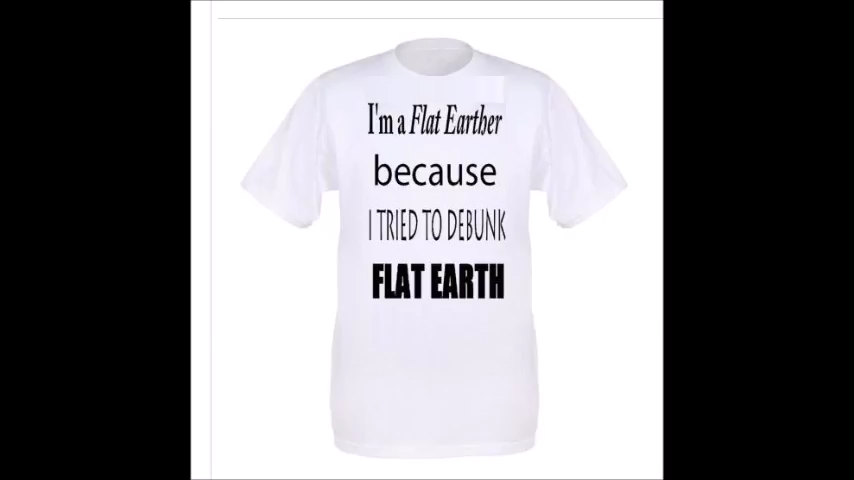 I'm a Flat Earther
because
I TRIED TO DEBUNK
FLAT EARTH